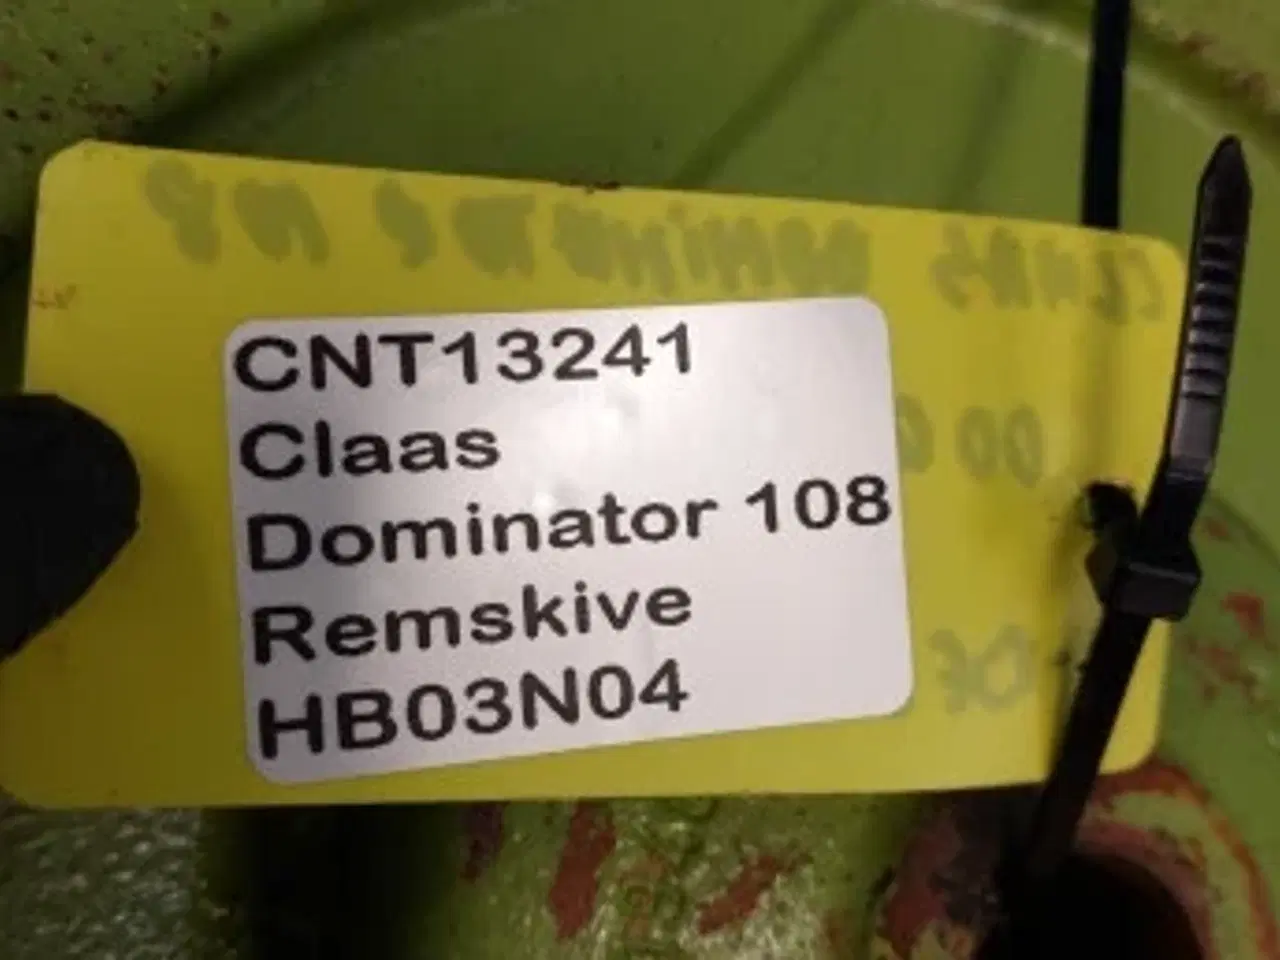 CNT13241
Claas
Dominator 108
Remskive
HB03N04